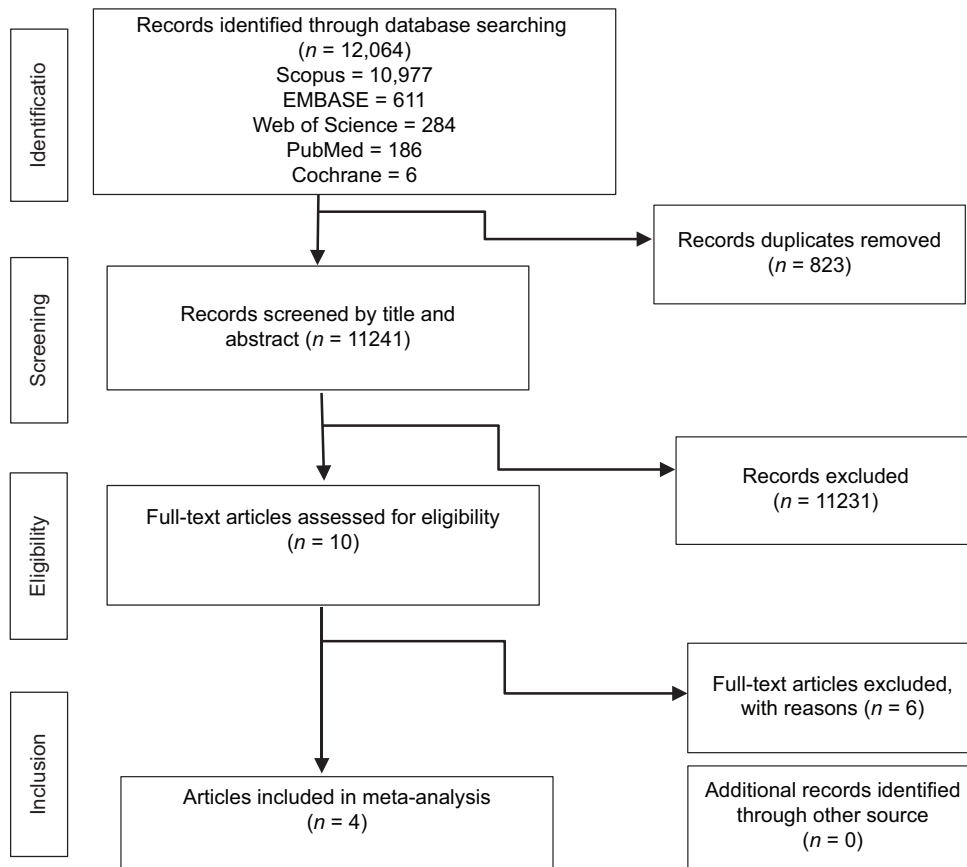 Identificatio
Records identified through database searching
(n = 12,064)
Scopus = 10,977
EMBASE = 611
Web of Science = 284
PubMed = 186
Cochrane = 6
Records duplicates removed
(n = 823)
Screening
Records screened by title and
abstract (n = 11241)
Records excluded
(n = 11231)
Eligibility
Full-text articles assessed for eligibility
(n = 10)
Full-text articles excluded,
with reasons (n = 6)
Inclusion
Articles included in meta-analysis
(n = 4)
Additional records identified
through other source
(n = 0)